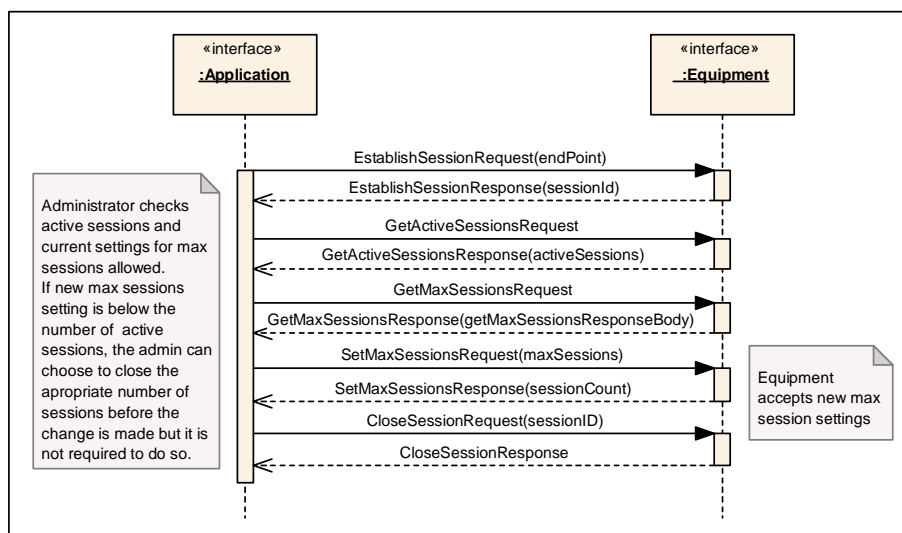 «interface»
:Application
«interface»
:Equipment
EstablishSessionRequest(endPoint)
EstablishSessionResponse(sessionId)
GetActiveSessionsRequest
GetActiveSessionsResponse(activeSessions)
GetMaxSessionsRequest
GetMaxSessionsResponse(getMaxSessionsResponseBody)
SetMaxSessionsRequest(maxSessions)
SetMaxSessionsResponse(sessionCount)
CloseSessionRequest(sessionID)
CloseSessionResponse
Administrator checks
active sessions and
current settings for max
sessions allowed.
If new max sessions
setting is below the
number of active
sessions, the admin can
choose to close the
apropriate number of
sessions before the
change is made but it is
not required to do so.
Equipment
accepts new max
session settings